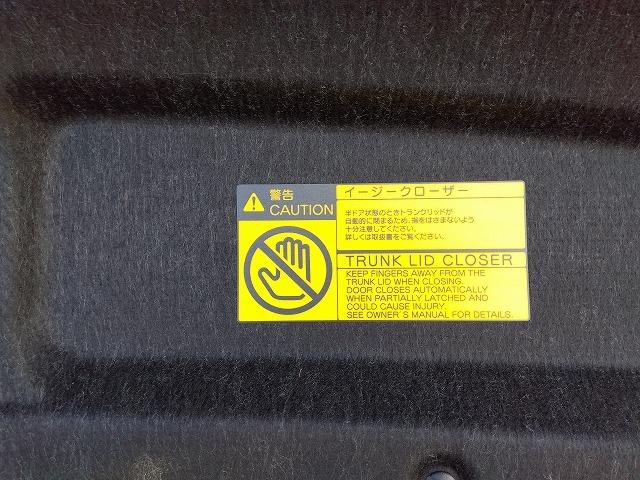 警告
CAUTION
イージークローザー
半ドア状態のときトランクリッドが
自動的に閉まるため、指をはさまないよう
十分注意してください。
詳しくは取扱書をご覧ください。
TRUNK LID CLOSER
KEEP FINGERS AWAY FROM THE
TRUNK LID WHEN CLOSING.
DOOR CLOSES AUTOMATICALLY
WHEN PARTIALLY LATCHED AND
COULD CAUSE INJURY.
SEE OWNER'S MANUAL FOR DETAILS.